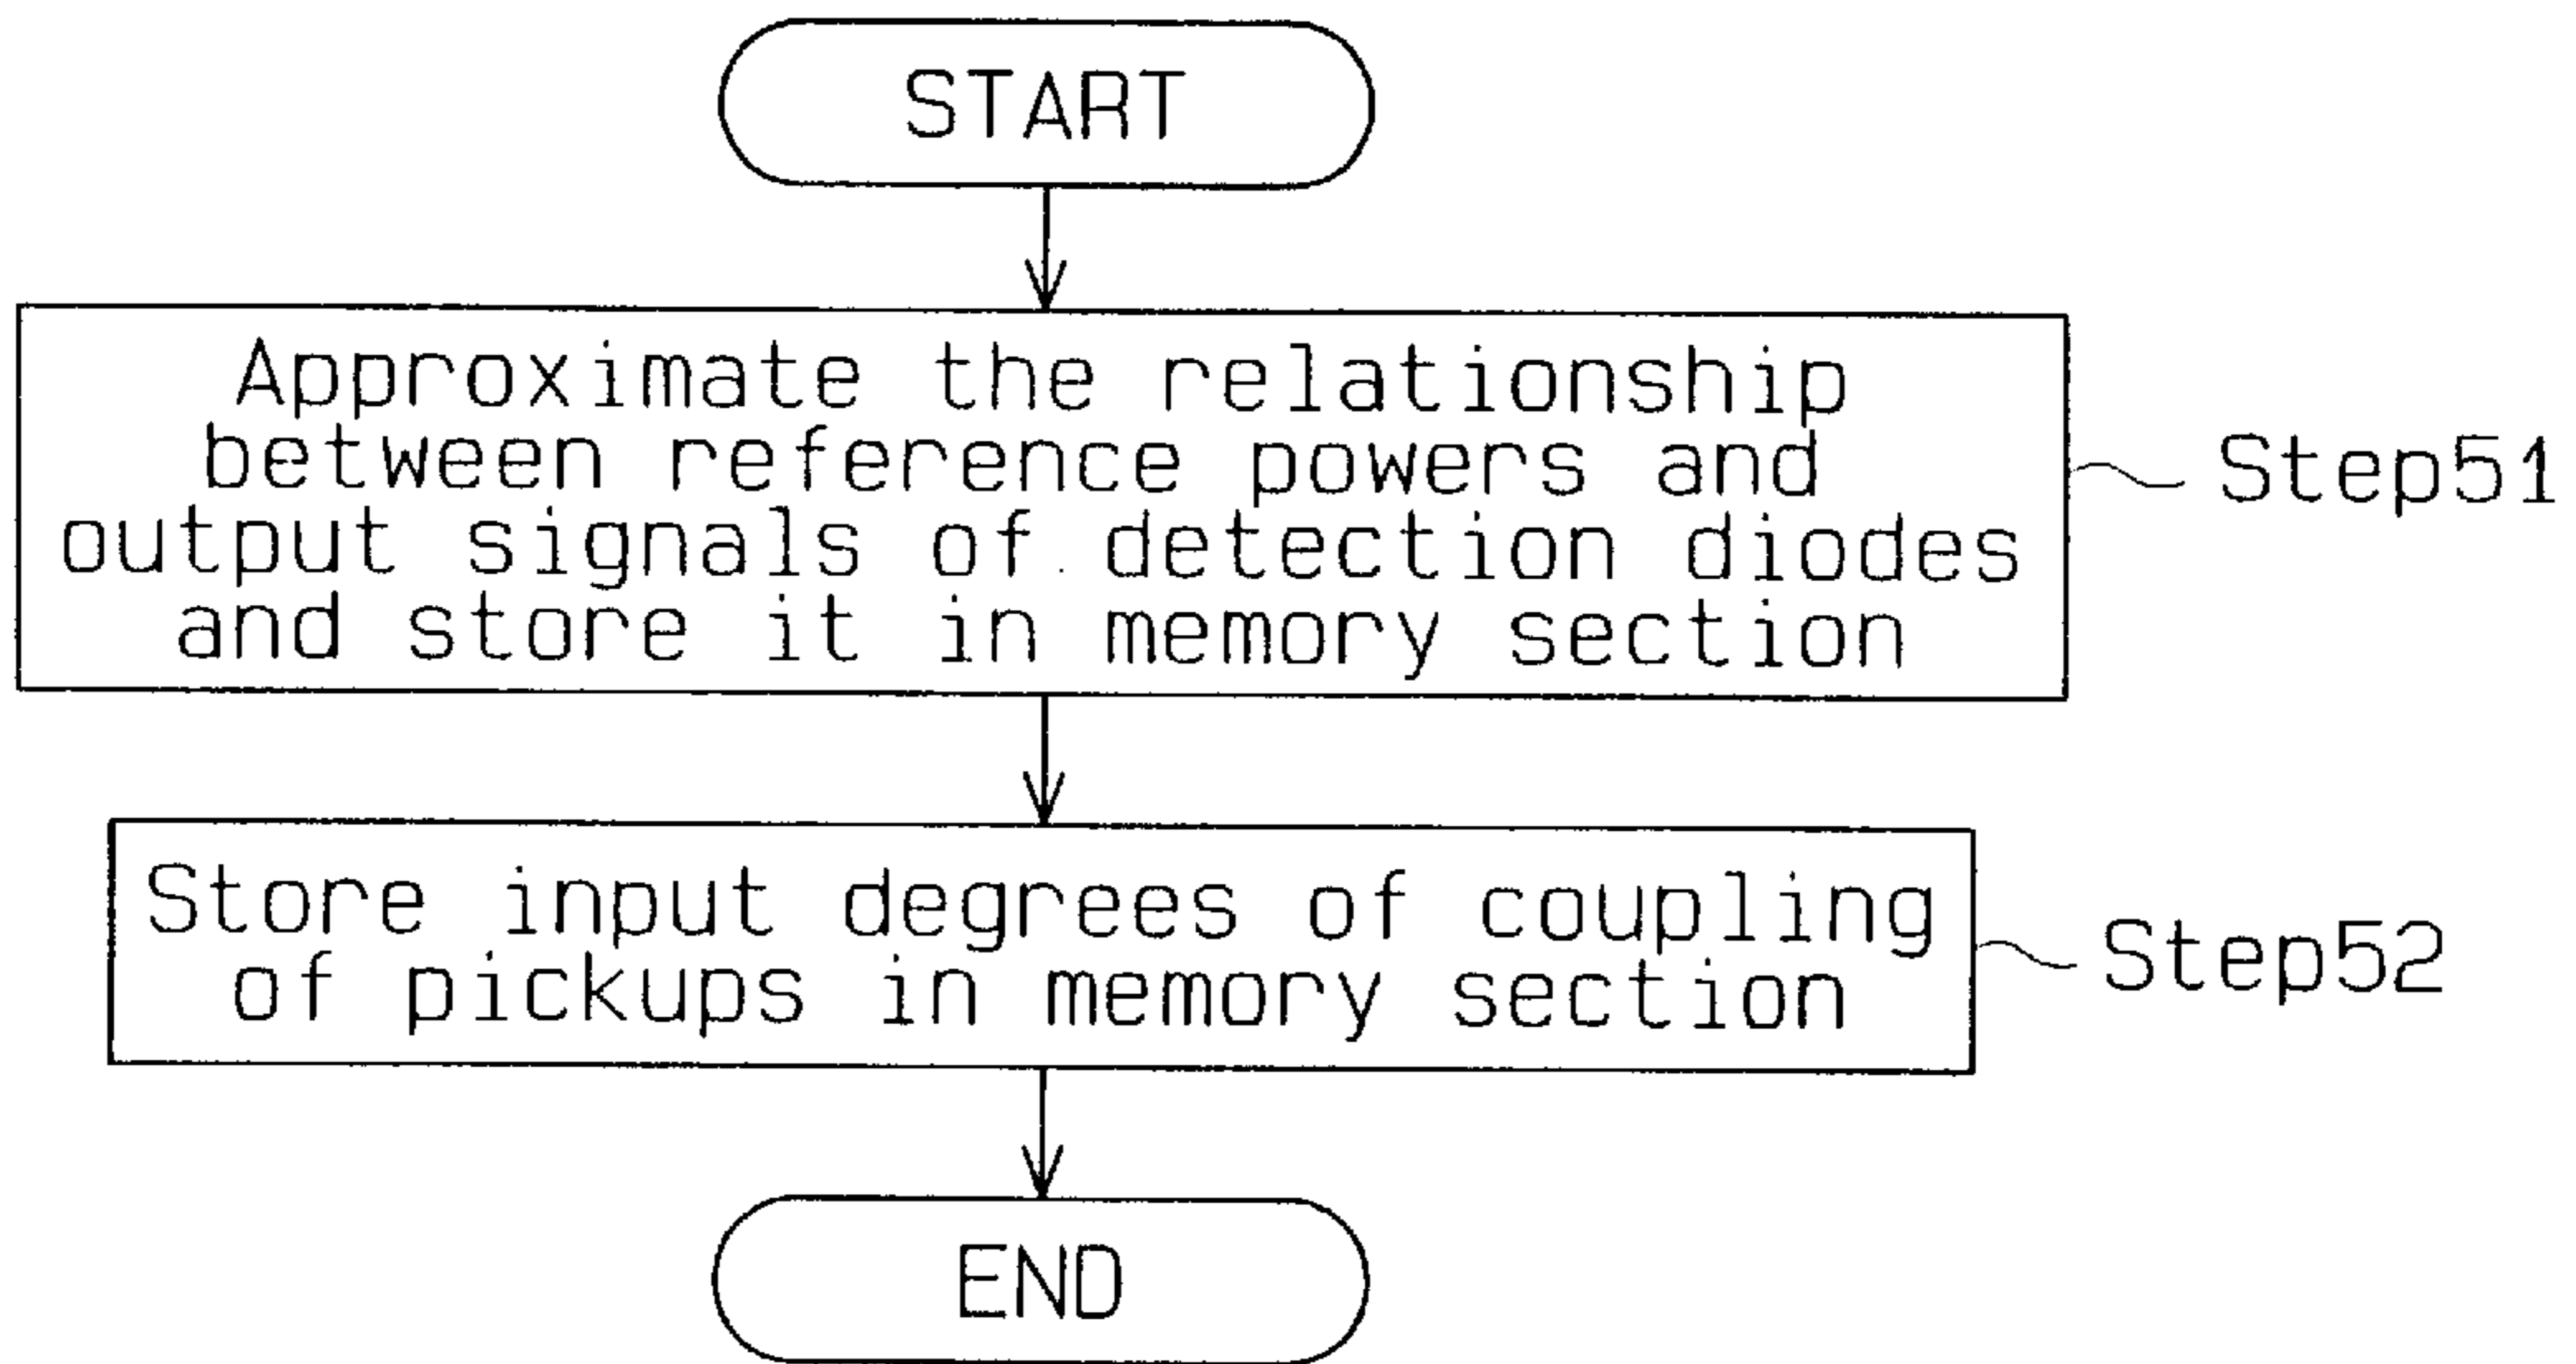 START
Approximate the relationship
between reference powers and
output signals of detection diodes
and store it in memory section
Step51
Store input degrees of coupling
of pickups in memory section
Step52
END